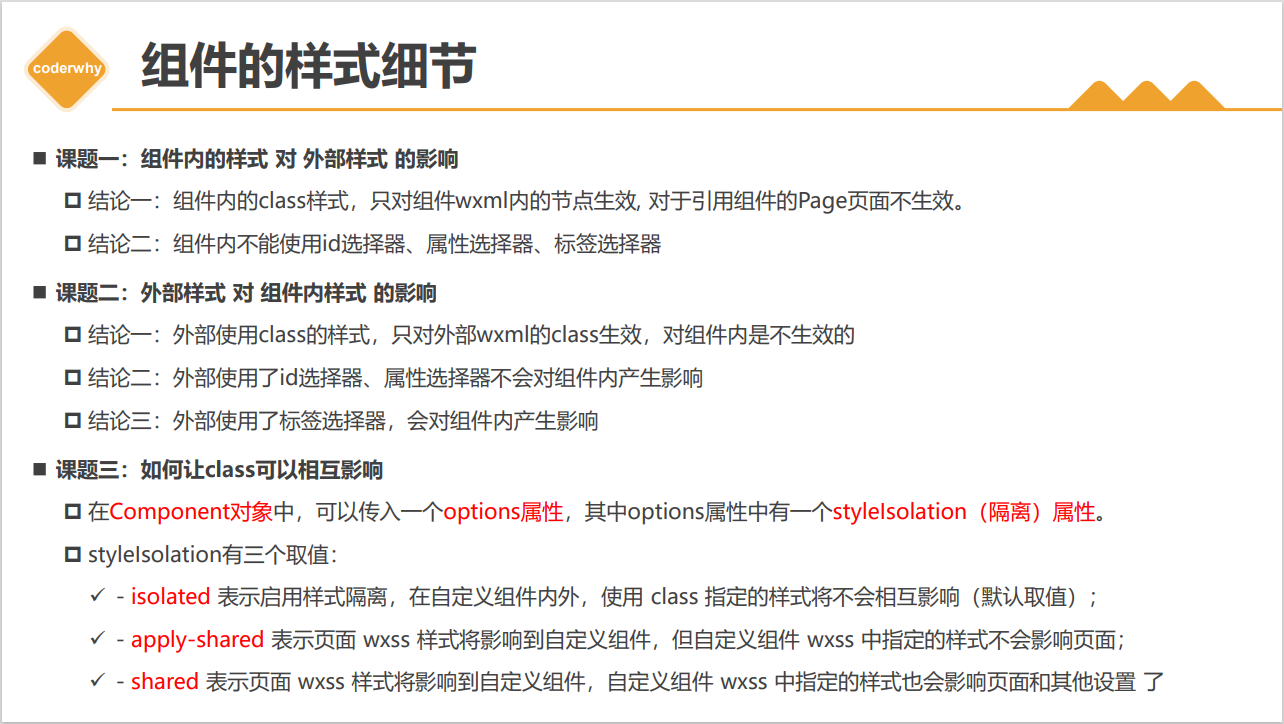 coderwhy
组件的样式细节
课题一：组件内的样式 对 外部样式 的影响
结论一：组件内的class样式，只对组件wxml内的节点生效, 对于引用组件的Page页面不生效。
结论二：组件内不能使用id选择器、属性选择器、标签选择器
课题二：外部样式 对 组件内样式 的影响
结论一：外部使用class的样式，只对外部wxml的class生效，对组件内是不生效的
结论二：外部使用了id选择器、属性选择器不会对组件内产生影响
结论三：外部使用了标签选择器，会对组件内产生影响
课题三：如何让class可以相互影响
在Component对象中，可以传入一个options属性，其中options属性中有一个styleIsolation（隔离）属性。
styleIsolation有三个取值：
- isolated 表示启用样式隔离，在自定义组件内外，使用 class 指定的样式将不会相互影响（默认取值）；
- apply-shared 表示页面 wxss 样式将影响到自定义组件，但自定义组件 wxss 中指定的样式不会影响页面；
- shared 表示页面 wxss 样式将影响到自定义组件，自定义组件 wxss 中指定的样式也会影响页面和其他设置 了